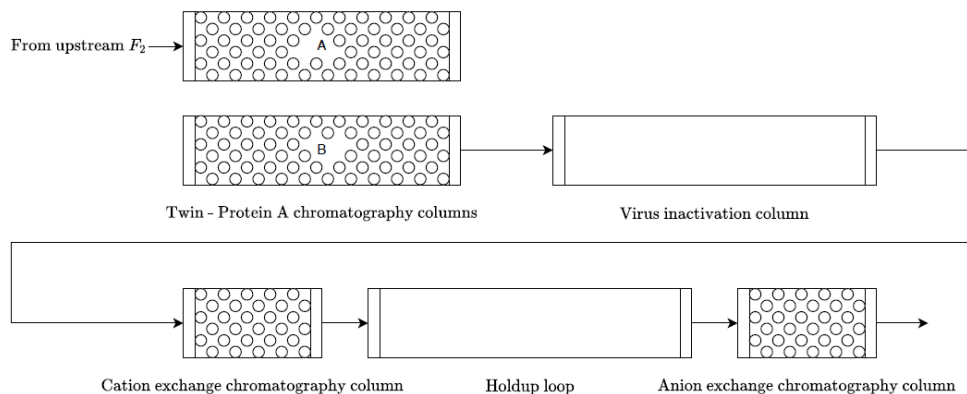 From upstream F₂
A
B
Twin - Protein A chromatography columns
Virus inactivation column
Cation exchange chromatography column
Holdup loop
Anion exchange chromatography column